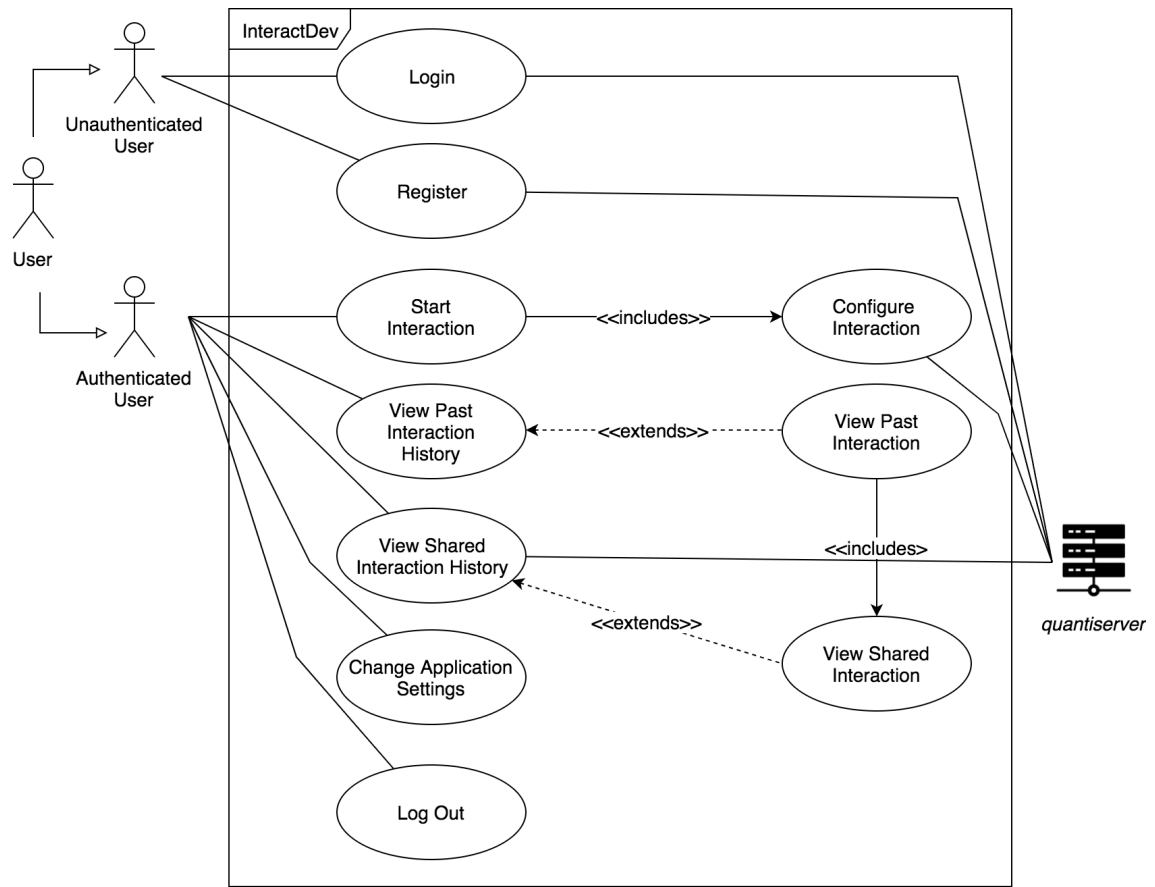 InteractDev
Login
Unauthenticated
User
Register
User
Authenticated
User
Start
Interaction
<<includes>>
Configure
Interaction
View Past
Interaction
History
<<extends>>
View Past
Interaction
View Shared
Interaction History
<<includes>
quantiserver
<<extends>>
View Shared
Interaction
Change Application
Settings
Log Out